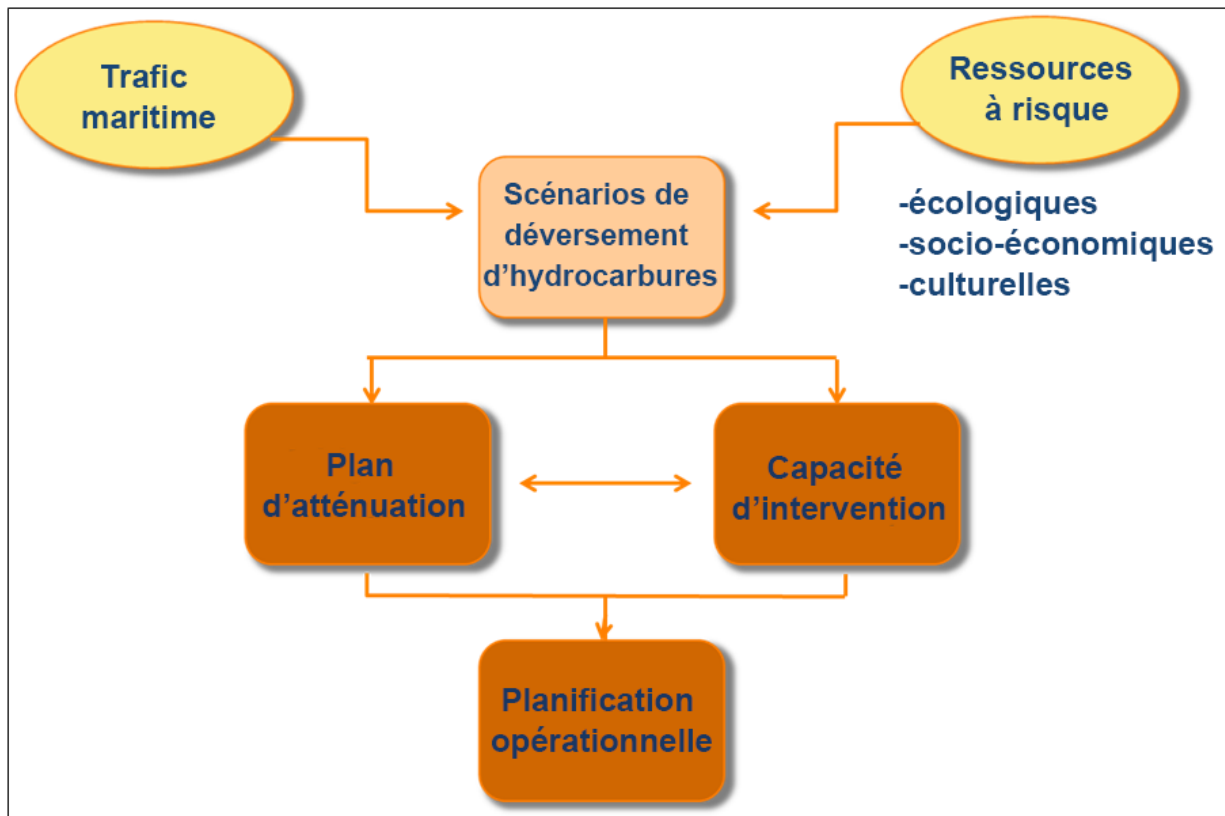 Trafic
maritime
Ressources
à risque
-écologiques
-socio-économiques
-culturelles
Scénarios de
déversement
d’hydrocarbures
Plan
d’atténuation
Capacité
d’intervention
Planification
opérationnelle